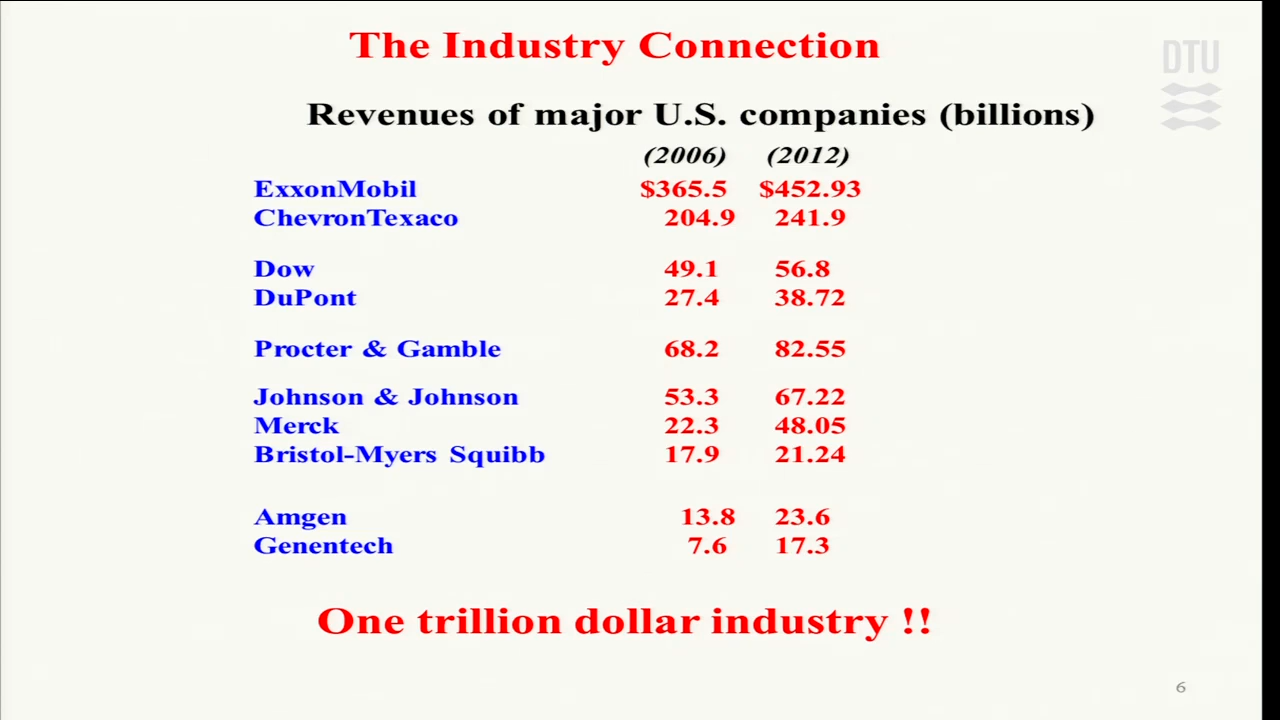 The Industry Connection
DTU
Revenues of major U.S. companies (billions)
(2006) (2012)
ExxonMobil $365.5 $452.93
ChevronTexaco 204.9 241.9
Dow 49.1 56.8
DuPont 27.4 38.72
Procter & Gamble 68.2 82.55
Johnson & Johnson 53.3 67.22
Merck 22.3 48.05
Bristol-Myers Squibb 17.9 21.24
Amgen 13.8 23.6
Genentech 7.6 17.3
One trillion dollar industry !!
6